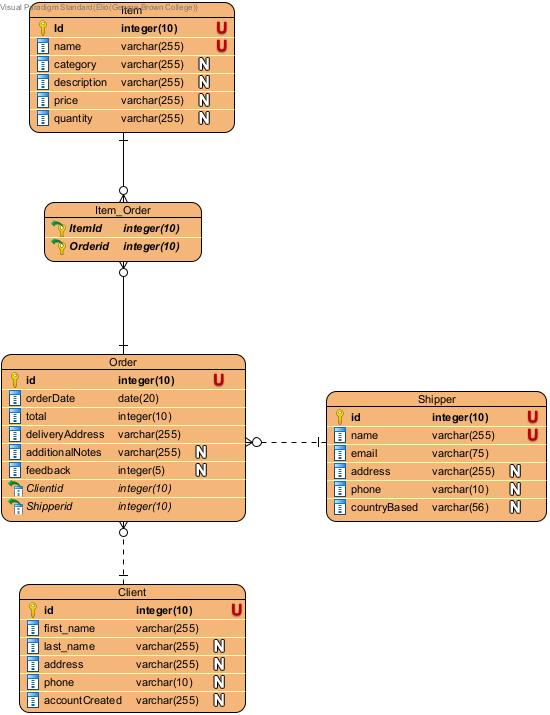 Visual Paradigm Standard(Elio(George Brown College))
Item
Id integer(10) U
name varchar(255) U
category varchar(255) N
description varchar(255) N
price varchar(255) N
quantity varchar(255) N
Item_Order
ItemId integer(10)
Orderid integer(10)
Order
id integer(10) U
orderDate date(20)
total integer(10)
deliveryAddress varchar(255)
additionalNotes varchar(255) N
feedback integer(5) N
Clientid integer(10)
Shipperid integer(10)
Shipper
id integer(10) U
name varchar(255) U
email varchar(75)
address varchar(255) N
phone varchar(10) N
countryBased varchar(56) N
Client
id integer(10) U
first_name varchar(255)
last_name varchar(255) N
address varchar(255) N
phone varchar(10) N
accountCreated varchar(255) N